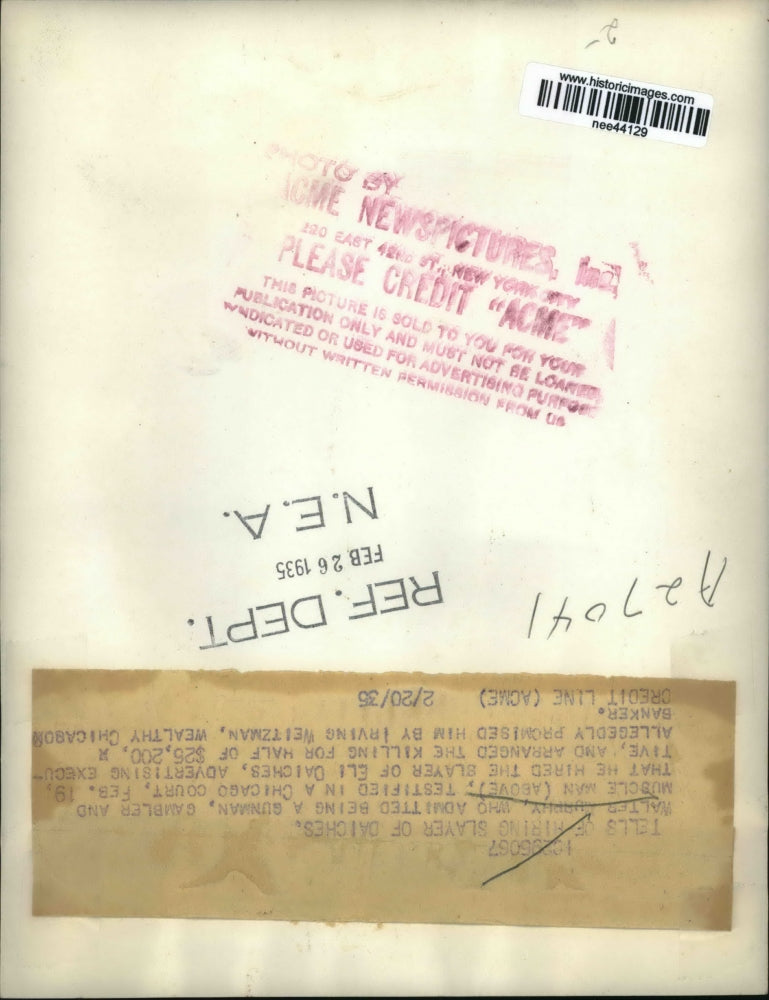 2-
www.historicimages.com
nee44129
PHOTO BY
ACME NEWSPICTURES, Inc.
220 EAST 42ND ST., NEW YORK CITY
PLEASE CREDIT "ACME"
THIS PICTURE IS SOLD TO YOU FOR YOUR
PUBLICATION ONLY AND MUST NOT BE LOANED
SYNDICATED OR USED FOR ADVERTISING PURPOSE
WITHOUT WRITTEN PERMISSION FROM US
REF. DEPT.
FEB 26 1935
N.E.A.
A27041
TELLS OF HIRING SLAYER OF DAICHES.
WALTER MURPHY, WHO ADMITTED BEING A GUNMAN, GAMBLER AND
MUSCLE MAN (ABOVE), TESTIFIED IN A CHICAGO COURT, FEB. 19,
THAT HE HIRED THE SLAYER OF ELI DAICHES, ADVERTISING EXECU-
TIVE, AND ARRANGED THE KILLING FOR HALF OF $25,200, X
ALLEGEDLY PROMISED HIM BY IRVING WEITZMAN, WEALTHY CHICAGO
BANKER.
CREDIT LINE (ACME) 2/20/35